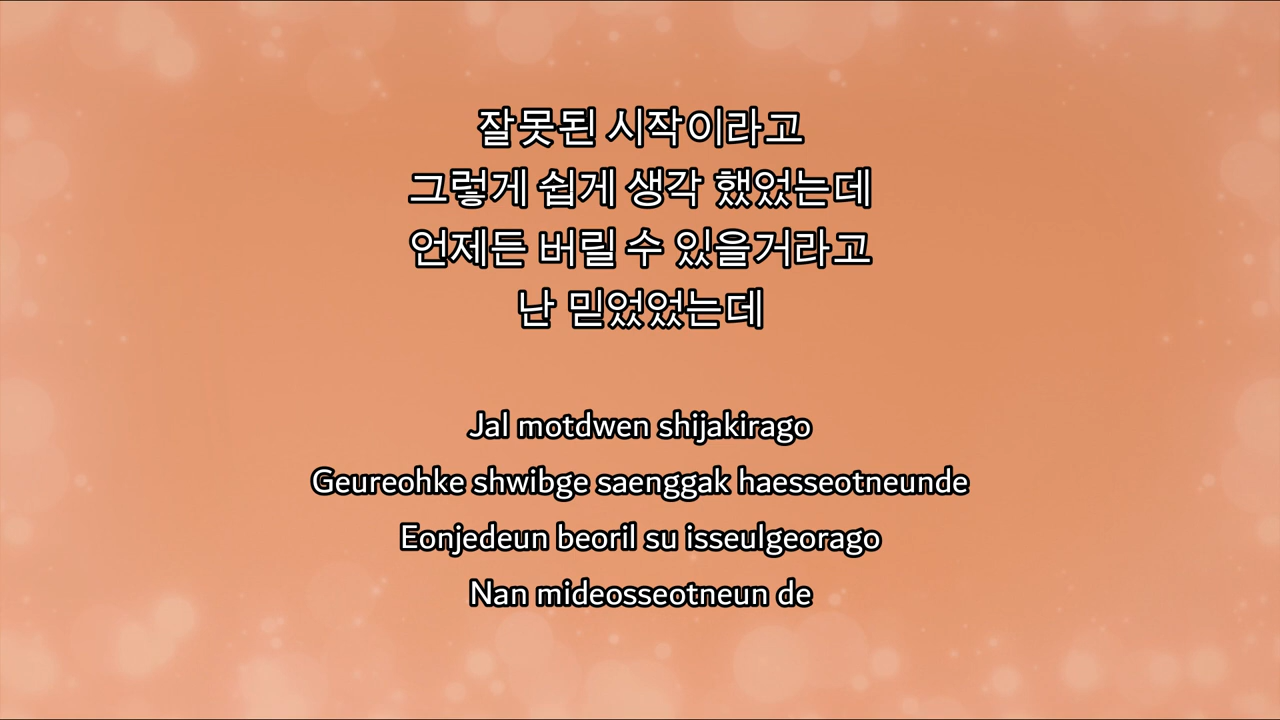 잘못된 시작이라고
그렇게 쉽게 생각 했었는데
언제든 버릴 수 있을거라고
난 믿었었는데
Jal motdwen shijakirago
Geureohke shwibge saenggak haesseotneunde
Eonjedeun beoril su isseulgeorago
Nan mideosseotneun de